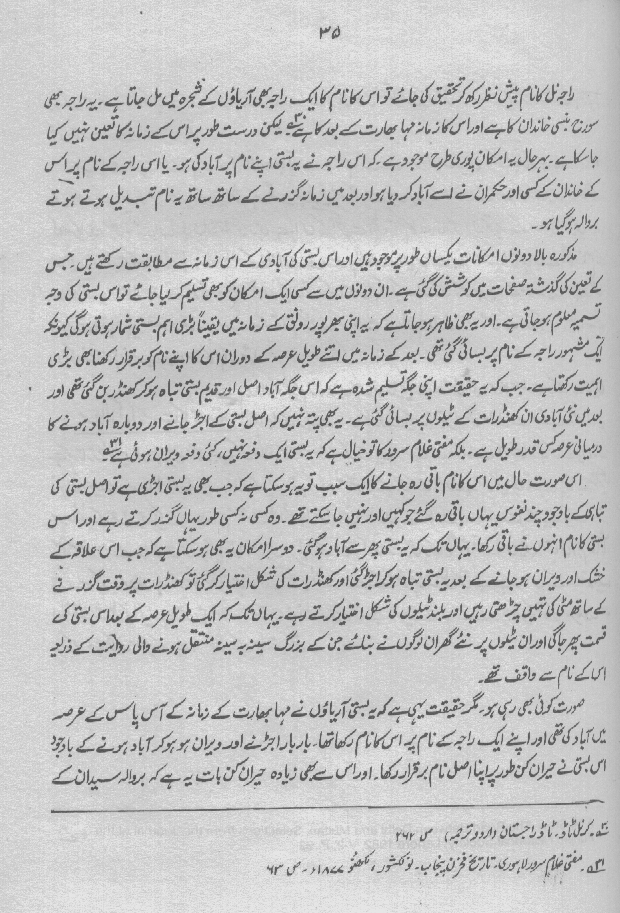 ۳۵
راجہ نل کا نام پیش نظر رکھ کر تحقیق کی جائے تو اس کا نام کا ایک راجہ بھی آریاؤں کے شجرہ میں مل جاتا ہے۔ یہ راجہ بھی
سورج بنسی خاندان کا ہے اور اس کا زمانہ مہا بھارت کے بعد کا ہے۳۰ لیکن درست طور پر اس کے زمانہ کا تعین نہیں کیا
جا سکا ہے۔ بہر حال یہ امکان پوری طرح موجود ہے۔ کہ اس راجہ نے یہ بستی اپنے نام پر آباد کی ہو۔ یا اس راجہ کے نام پر اس
کے خاندان کے کسی اور حکمران نے اسے آباد کر دیا ہو اور بعد میں زمانہ گزرنے کے ساتھ ساتھ یہ نام تبدیل ہوتے ہوتے
بروالہ ہو گیا ہو۔
مذکورہ بالا دونوں امکانات یکساں طور پر موجود ہیں اور اس بستی کی آبادی کے اس زمانہ سے مطابقت رکھتے ہیں۔ جس
کے تعین کی گذشتہ صفحات میں کوشش کی گئی ہے۔ ان دونوں میں سے کسی ایک امکان کو بھی تسلیم کر لیا جائے تو اس بستی کی وجہ
تسمیہ معلوم ہو جاتی ہے۔ اور یہ بھی ظاہر ہو جاتا ہے کہ یہ اپنی بھرپور رونق کے زمانہ میں یقیناً بڑی اہم بستی شمار ہوتی ہوگی کیونکہ
ایک مشہور راجہ کے نام پر بسائی گئی تھی۔ بعد کے زمانہ میں اتنے طویل عرصہ کے دوران اس کا اپنے نام کو برقرار رکھنا بھی بڑی
اہمیت رکھتا ہے۔ جب کہ یہ حقیقت اپنی جگہ تسلیم شدہ ہے کہ اس جگہ آباد اصل اور قدیم بستی تباہ ہو کر کھنڈر بن گئی تھی اور
بعد میں نئی آبادی ان کھنڈرات کے ٹیلوں پر بسائی گئی ہے۔ یہ بھی پتہ نہیں کہ اصل بستی کے اجڑ جانے اور دوبارہ آباد ہونے کا
درمیانی عرصہ کس قدر طویل ہے۔ بلکہ مفتی غلام سرور کا تو خیال ہے کہ یہ بستی ایک دفعہ نہیں، کئی دفعہ ویران ہوئی ہے۳۱
اس صورت حال میں اس کا نام باقی رہ جانے کا ایک سبب تو یہ ہو سکتا ہے کہ جب بھی یہ بستی اجڑی ہے تو اصل بستی کی
تباہی کے باوجود چند نفوس یہاں باقی رہ گئے جو کہیں اور نہیں جا سکتے تھے۔ وہ کسی نہ کسی طور یہاں گذر کرتے رہے اور اس
بستی کا نام انہوں نے باقی رکھا۔ یہاں تک کہ یہ بستی پھر سے آباد ہو گئی۔ دوسرا امکان یہ بھی ہو سکتا ہے کہ جب اس علاقہ کے
خشک اور ویران ہو جانے کے بعد یہ بستی تباہ ہو کر اجڑ گئی اور کھنڈرات کی شکل اختیار کر گئی تو کھنڈرات پر وقت گزرنے
کے ساتھ مٹی کی تہیں چڑھتی رہیں اور بلند ٹیلوں کی شکل اختیار کرتے رہے۔ یہاں تک کہ ایک طویل عرصہ کے بعد اس بستی کی
قسمت پھر جاگی اور ان ٹیلوں پر نئے گھر ان لوگوں نے بنائے جن کے بزرگ سینہ بہ سینہ منتقل ہونے والی روایت کے ذریعہ
اس کے نام سے واقف تھے۔
صورت کوئی بھی رہی ہو۔ مگر حقیقت یہی ہے کہ یہ بستی آریاؤں نے مہا بھارت کے زمانہ کے آس پاس کے عرصہ
میں آباد کی تھی اور اپنے ایک راجہ کے نام پر اس کا نام رکھا تھا۔ بار بار اجڑنے اور ویران ہو ہو کر آباد ہونے کے باوجود
اس بستی نے حیران کن طور پر اپنا اصل نام برقرار رکھا۔ اور اس سے بھی زیادہ حیران کن بات یہ ہے کہ بروالہ سیدان کے
۳۰۔ کرنل ٹاڈ۔ ٹاڈ راجستان (اردو ترجمہ) ص ۲۶۲
۳۱۔ مفتی غلام سرور لاہوری۔ تاریخ مخزن پنجاب۔ نولکشور، لکھنؤ ۱۸۷۷ء۔ ص ۶۳